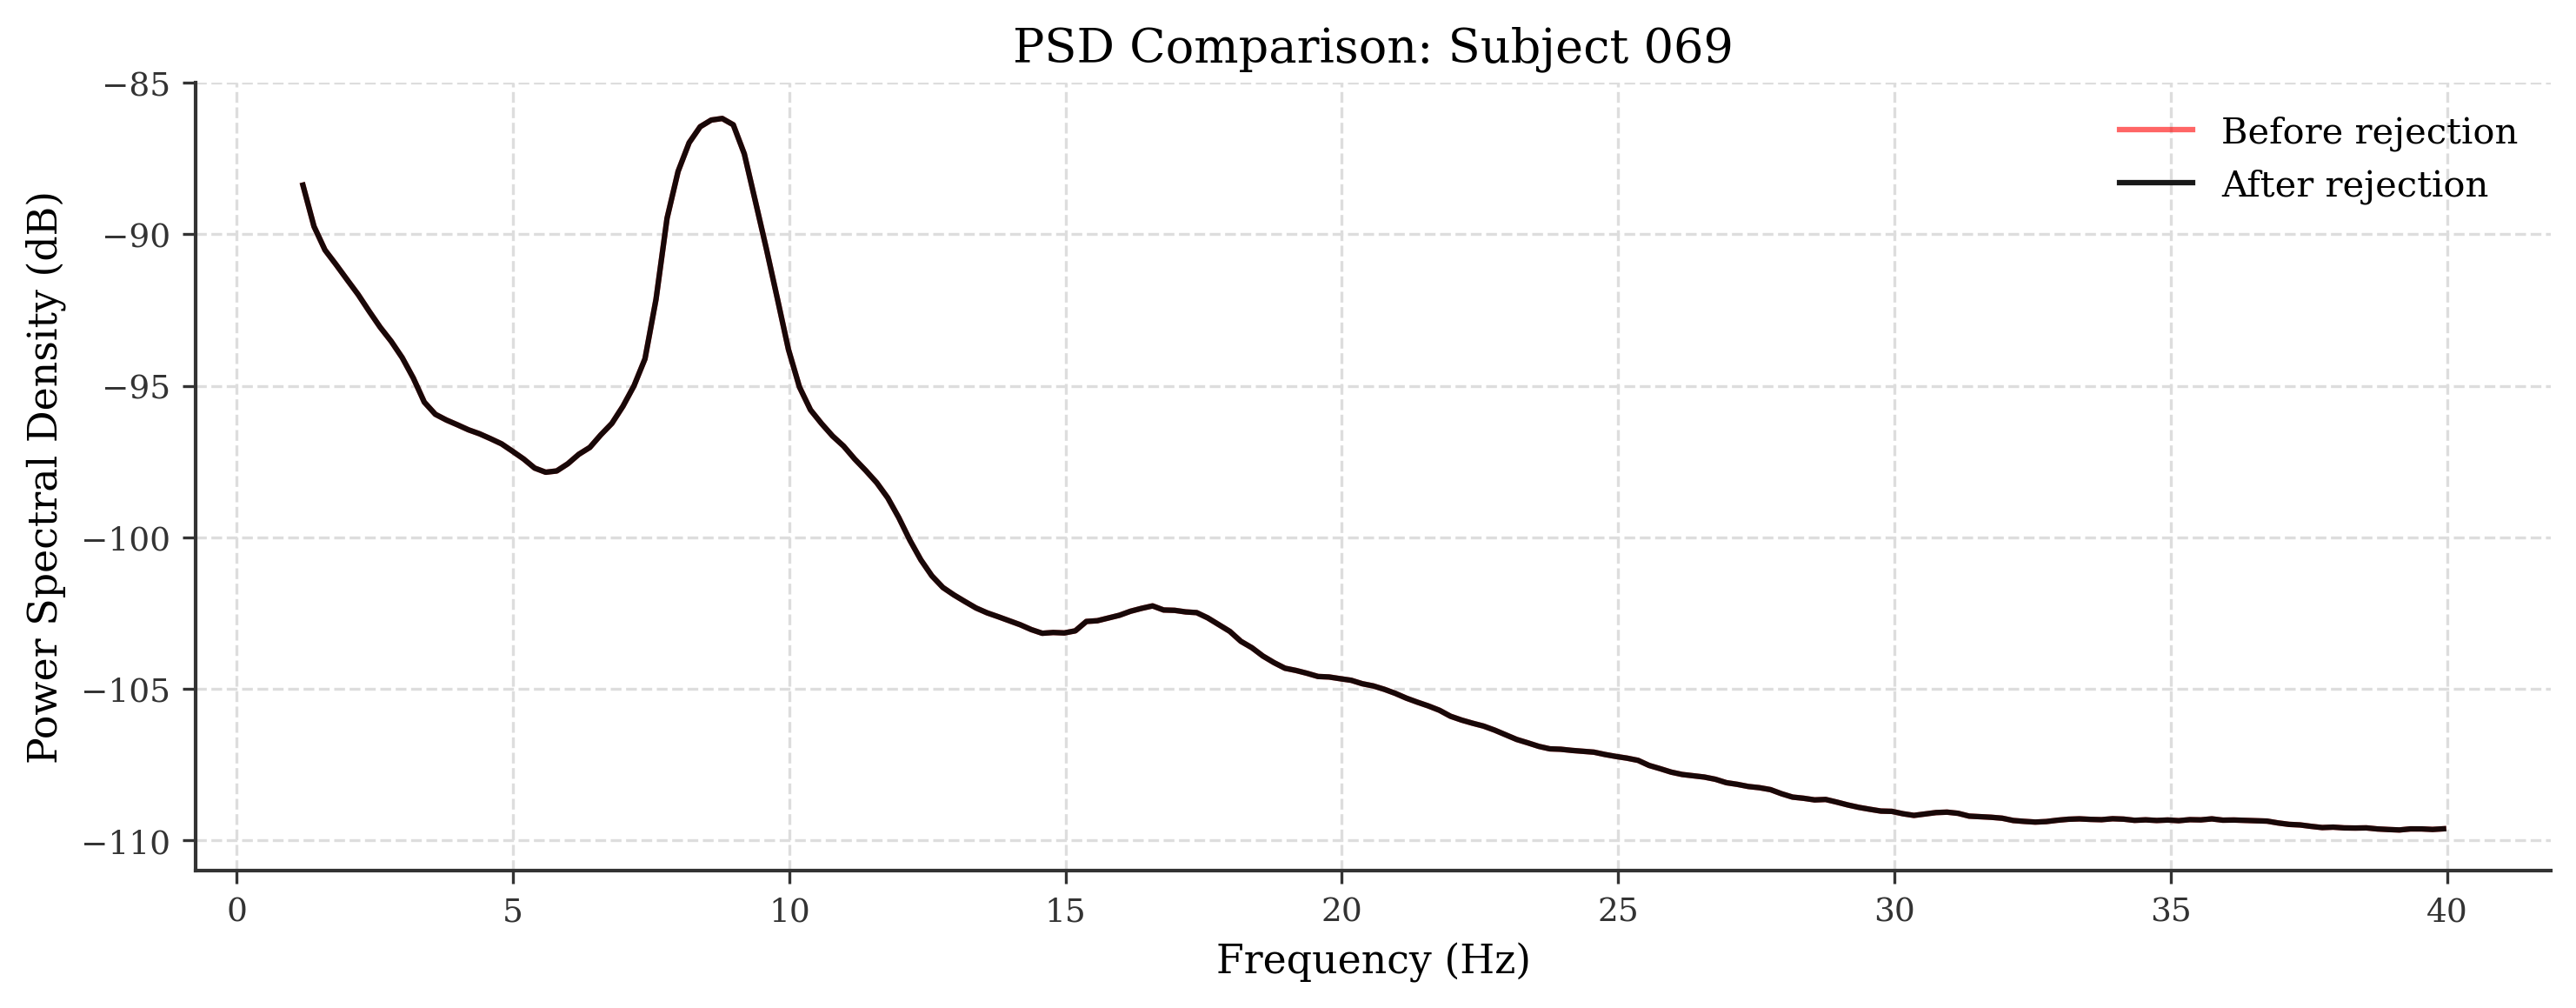 PSD Comparison: Subject 069
Before rejection
After rejection
Power Spectral Density (dB)
−85
−90
−95
−100
−105
−110
0 5 10 15 20 25 30 35 40
Frequency (Hz)